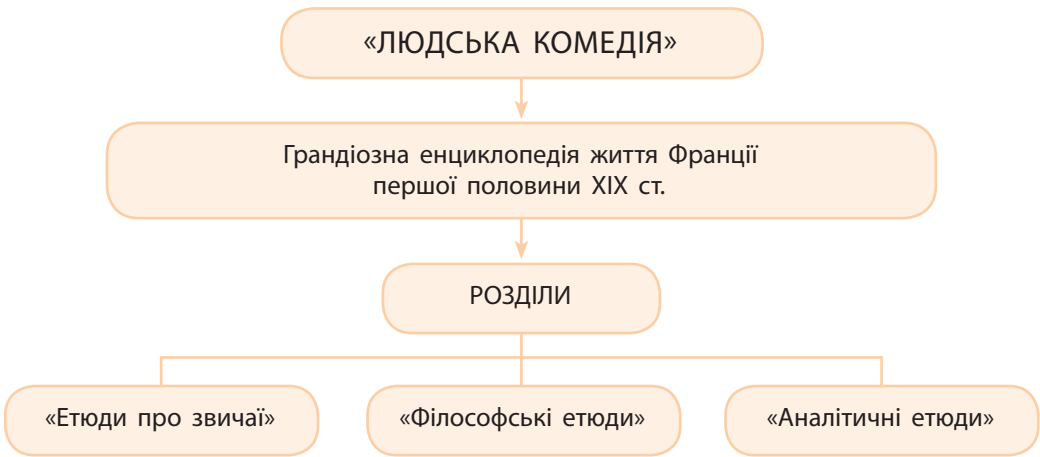 «ЛЮДСЬКА КОМЕДІЯ»
Грандіозна енциклопедія життя Франції
першої половини XIX ст.
РОЗДІЛИ
«Етюди про звичаї»
«Філософські етюди»
«Аналітичні етюди»